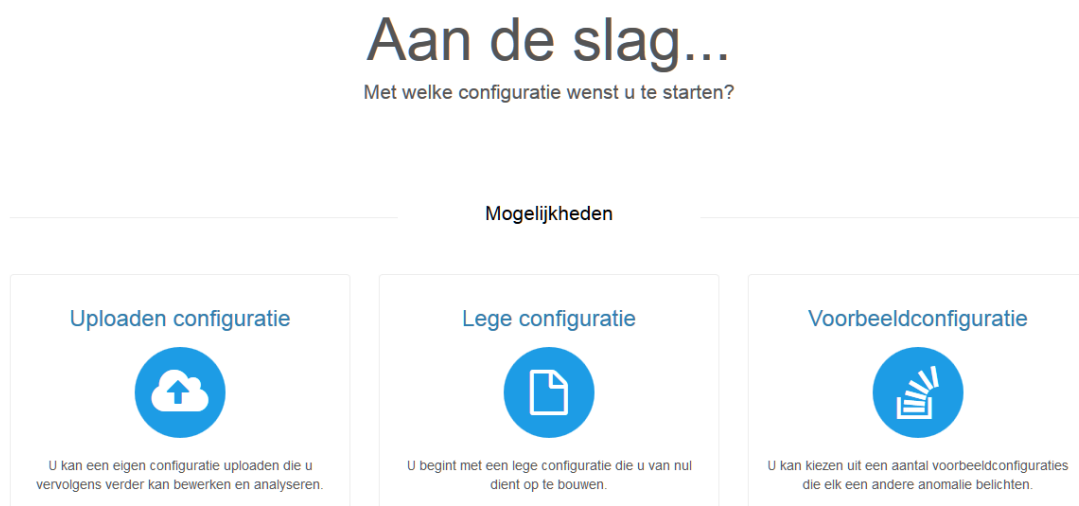 Aan de slag...
Met welke configuratie wenst u te starten?
Mogelijkheden
Uploaden configuratie
U kan een eigen configuratie uploaden die u
vervolgens verder kan bewerken en analyseren.
Lege configuratie
U begint met een lege configuratie die u van nul
dient op te bouwen.
Voorbeeldconfiguratie
U kan kiezen uit een aantal voorbeeldconfiguraties
die elk een andere anomalie belichten.